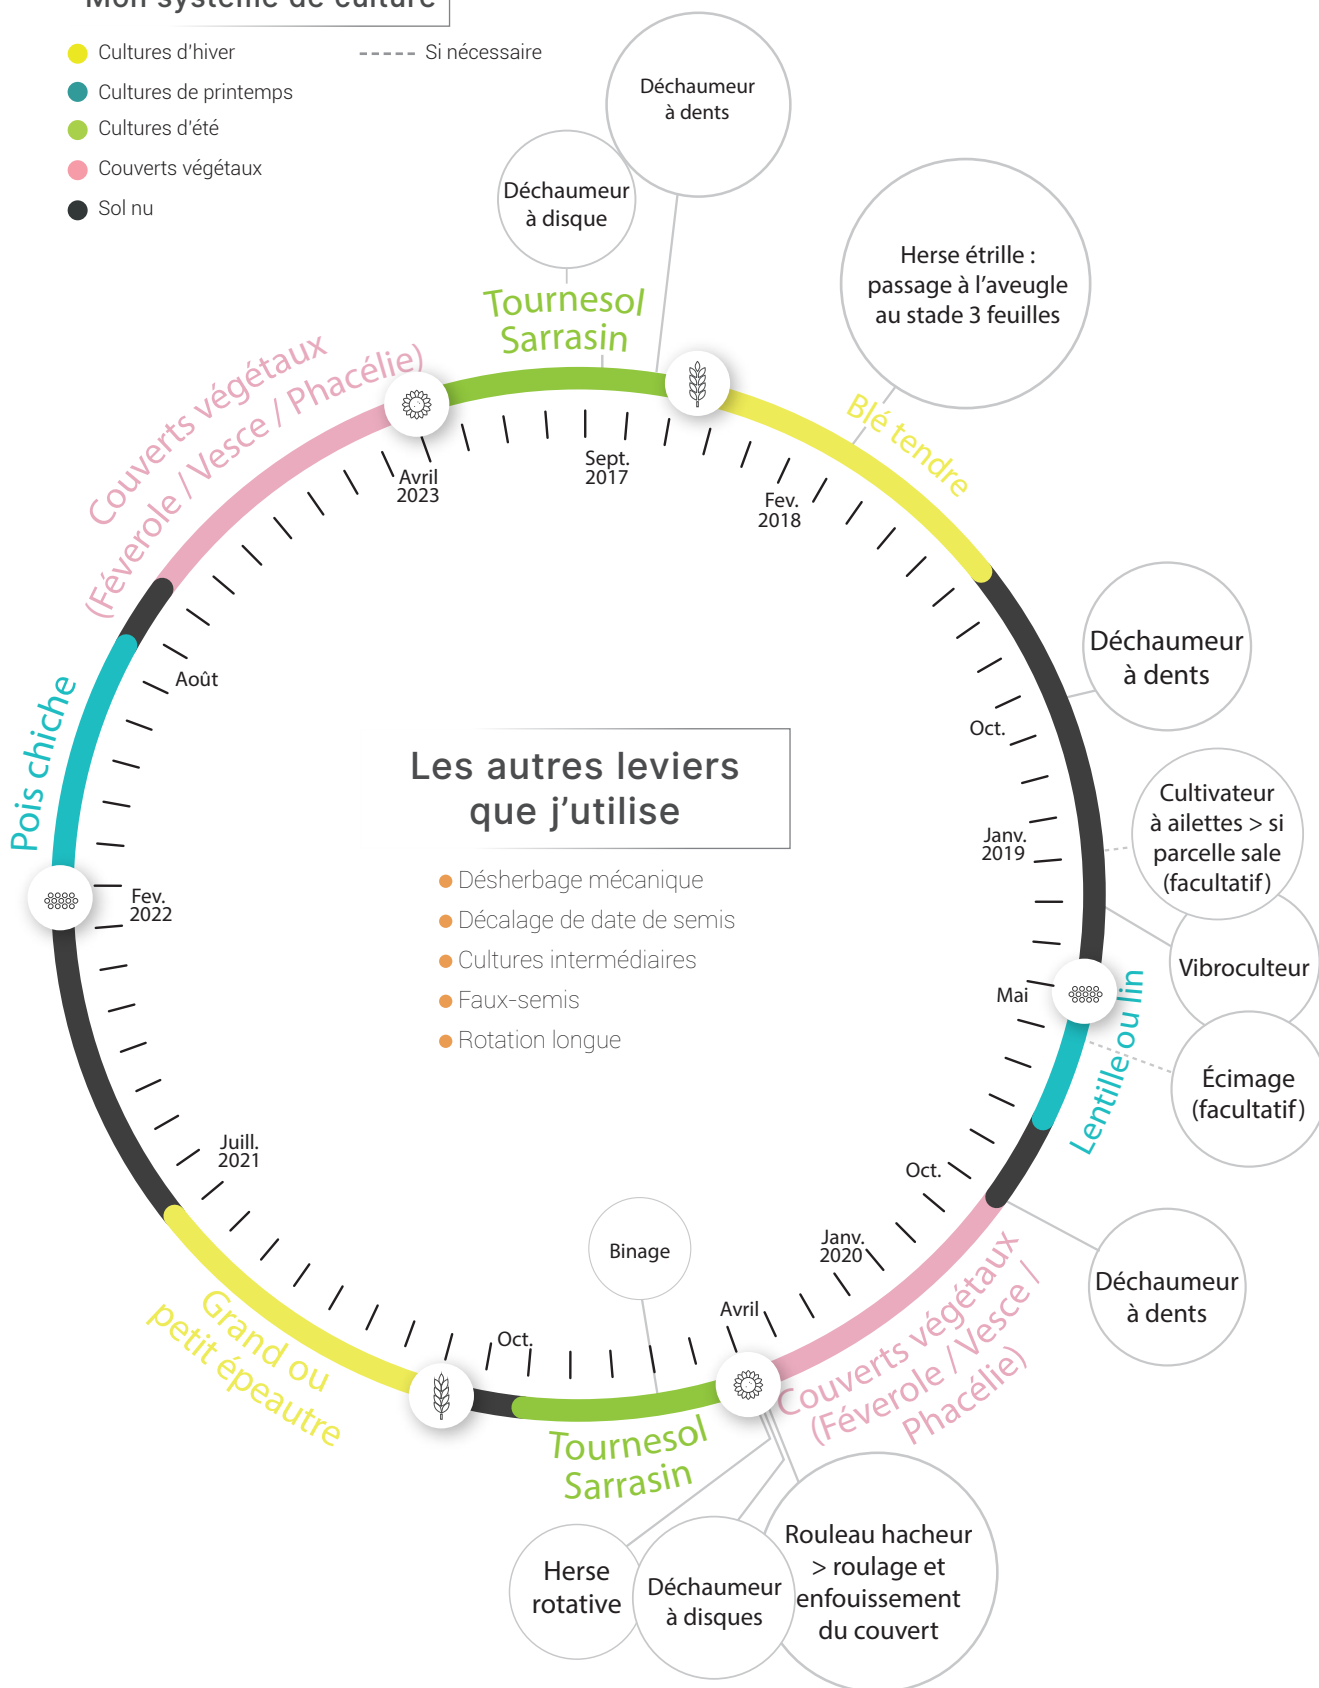 Mon système de culture
Cultures d'hiver
Si nécessaire
Cultures de printemps
Cultures d'été
Couverts végétaux
Sol nu
Déchaumeur
à dents
Déchaumeur
à disque
Herse étrille :
passage à l'aveugle
au stade 3 feuilles
Tournesol
Sarrasin
Blé tendre
Couverts végétaux
(Féverole / Vesce / Phacélie)
Avril
2023
Sept.
2017
Fev.
2018
Août
Pois chiche
Oct.
Déchaumeur
à dents
Les autres leviers
que j'utilise
Désherbage mécanique
Décalage de date de semis
Cultures intermédiaires
Faux-semis
Rotation longue
Janv.
2019
Cultivateur
à ailettes > si
parcelle sale
(facultatif)
Vibroculteur
Fev.
2022
Mai
Lentille ou lin
Écimage
(facultatif)
Juill.
2021
Oct.
Janv.
2020
Déchaumeur
à dents
Binage
Avril
Oct.
Couverts végétaux
(Féverole / Vesce /
Phacélie)
Grand ou
petit épeautre
Tournesol
Sarrasin
Herse
rotative
Déchaumeur
à disques
Rouleau hacheur
> roulage et
enfouissement
du couvert